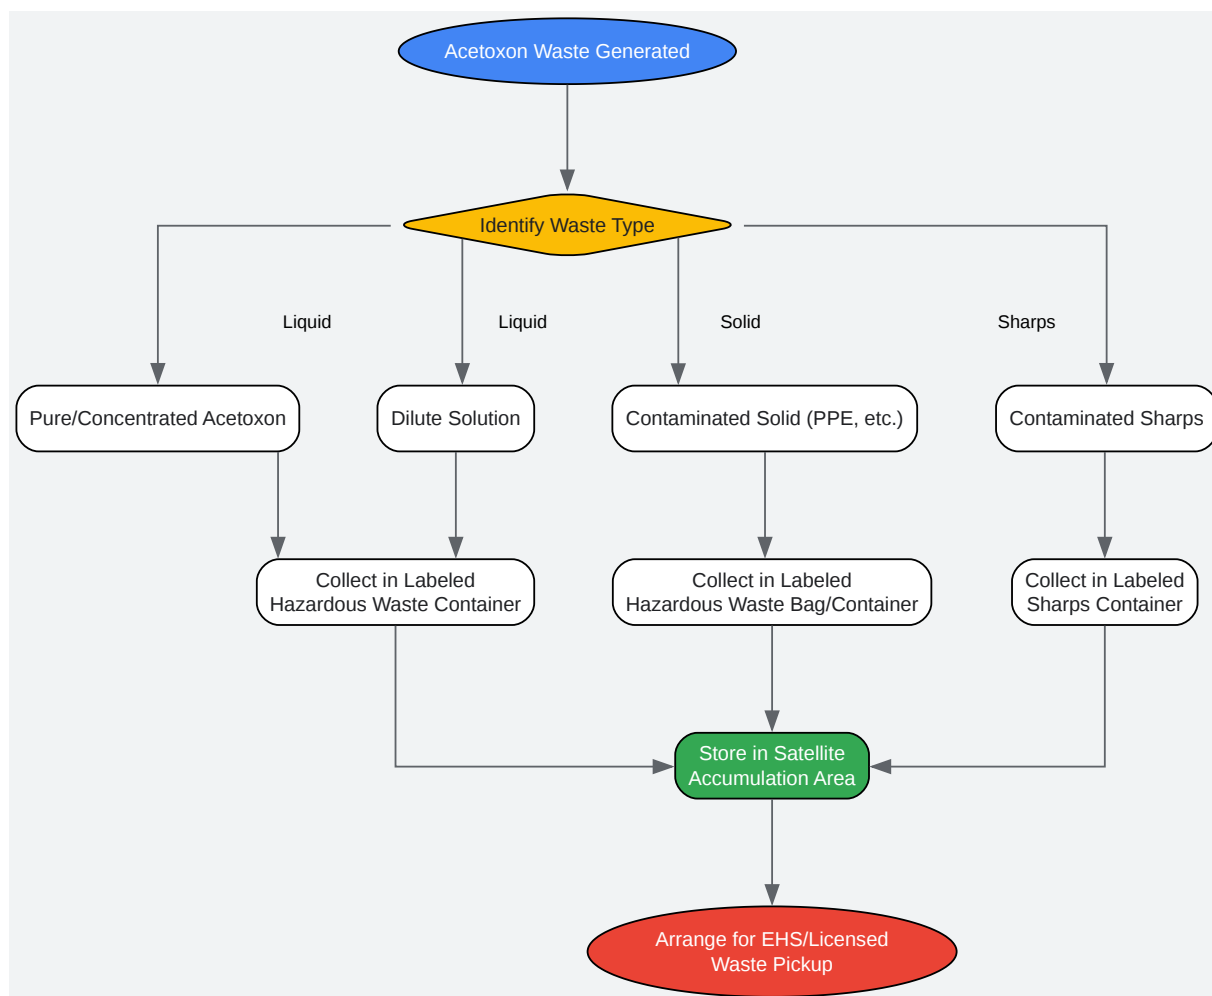 Acetoxon Waste Generated
Identify Waste Type
Liquid
Liquid
Solid
Sharps
Pure/Concentrated Acetoxon
Dilute Solution
Contaminated Solid (PPE, etc.)
Contaminated Sharps
Collect in Labeled
Hazardous Waste Container
Collect in Labeled
Hazardous Waste Bag/Container
Collect in Labeled
Sharps Container
Store in Satellite
Accumulation Area
Arrange for EHS/Licensed
Waste Pickup